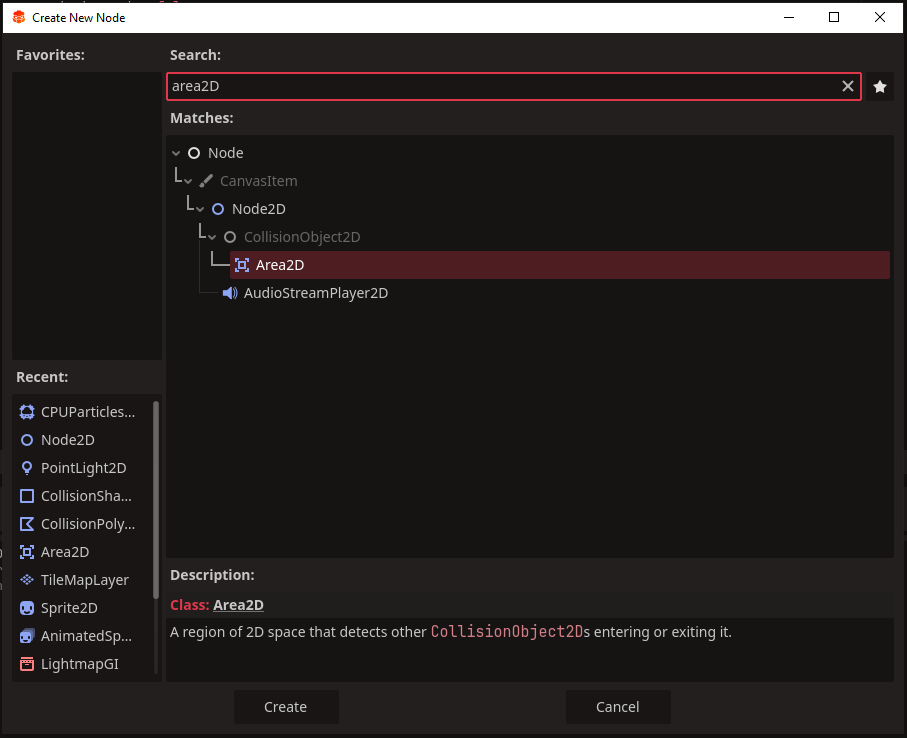 Create New Node
Favorites:
Search:
area2D
Matches:
Node
CanvasItem
Node2D
CollisionObject2D
Area2D
AudioStreamPlayer2D
Recent:
CPUParticles...
Node2D
PointLight2D
CollisionSha...
CollisionPoly...
Area2D
TileMapLayer
Sprite2D
AnimatedSp...
LightmapGI
Description:
Class: Area2D
A region of 2D space that detects other CollisionObject2Ds entering or exiting it.
Create
Cancel